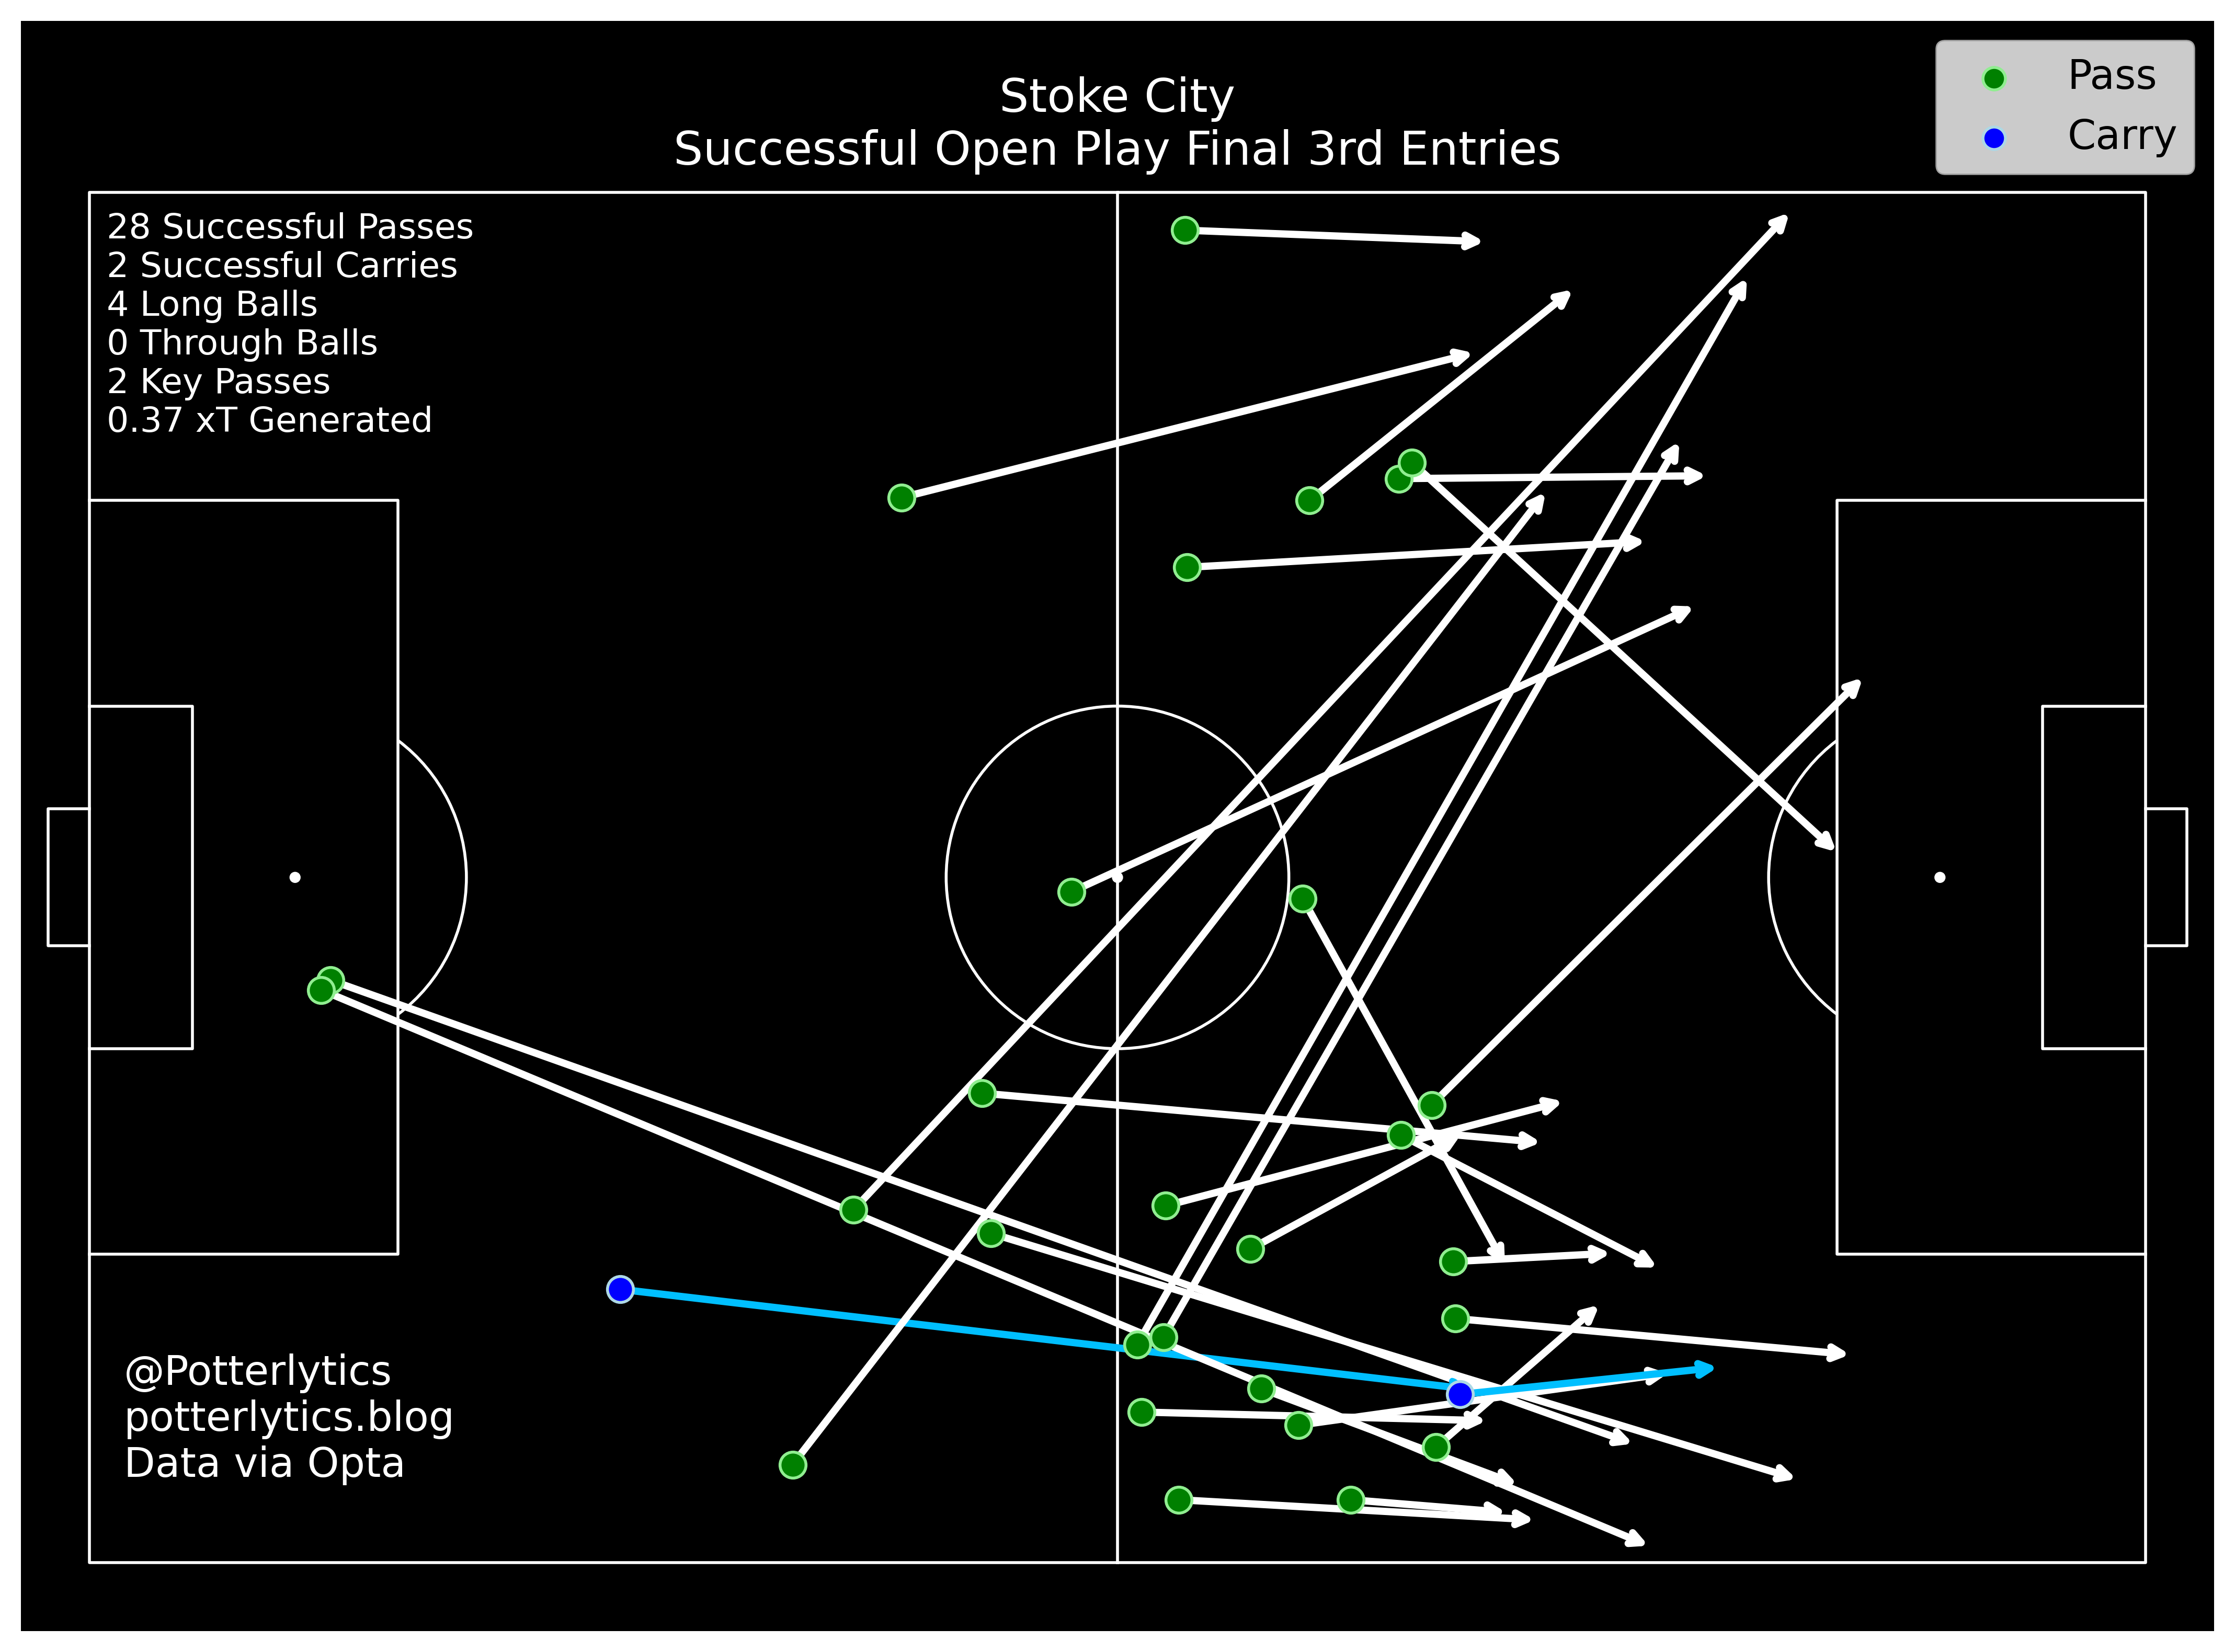 Stoke City
Successful Open Play Final 3rd Entries
Pass
Carry
28 Successful Passes
2 Successful Carries
4 Long Balls
0 Through Balls
2 Key Passes
0.37 xT Generated
@Potterlytics
potterlytics.blog
Data via Opta